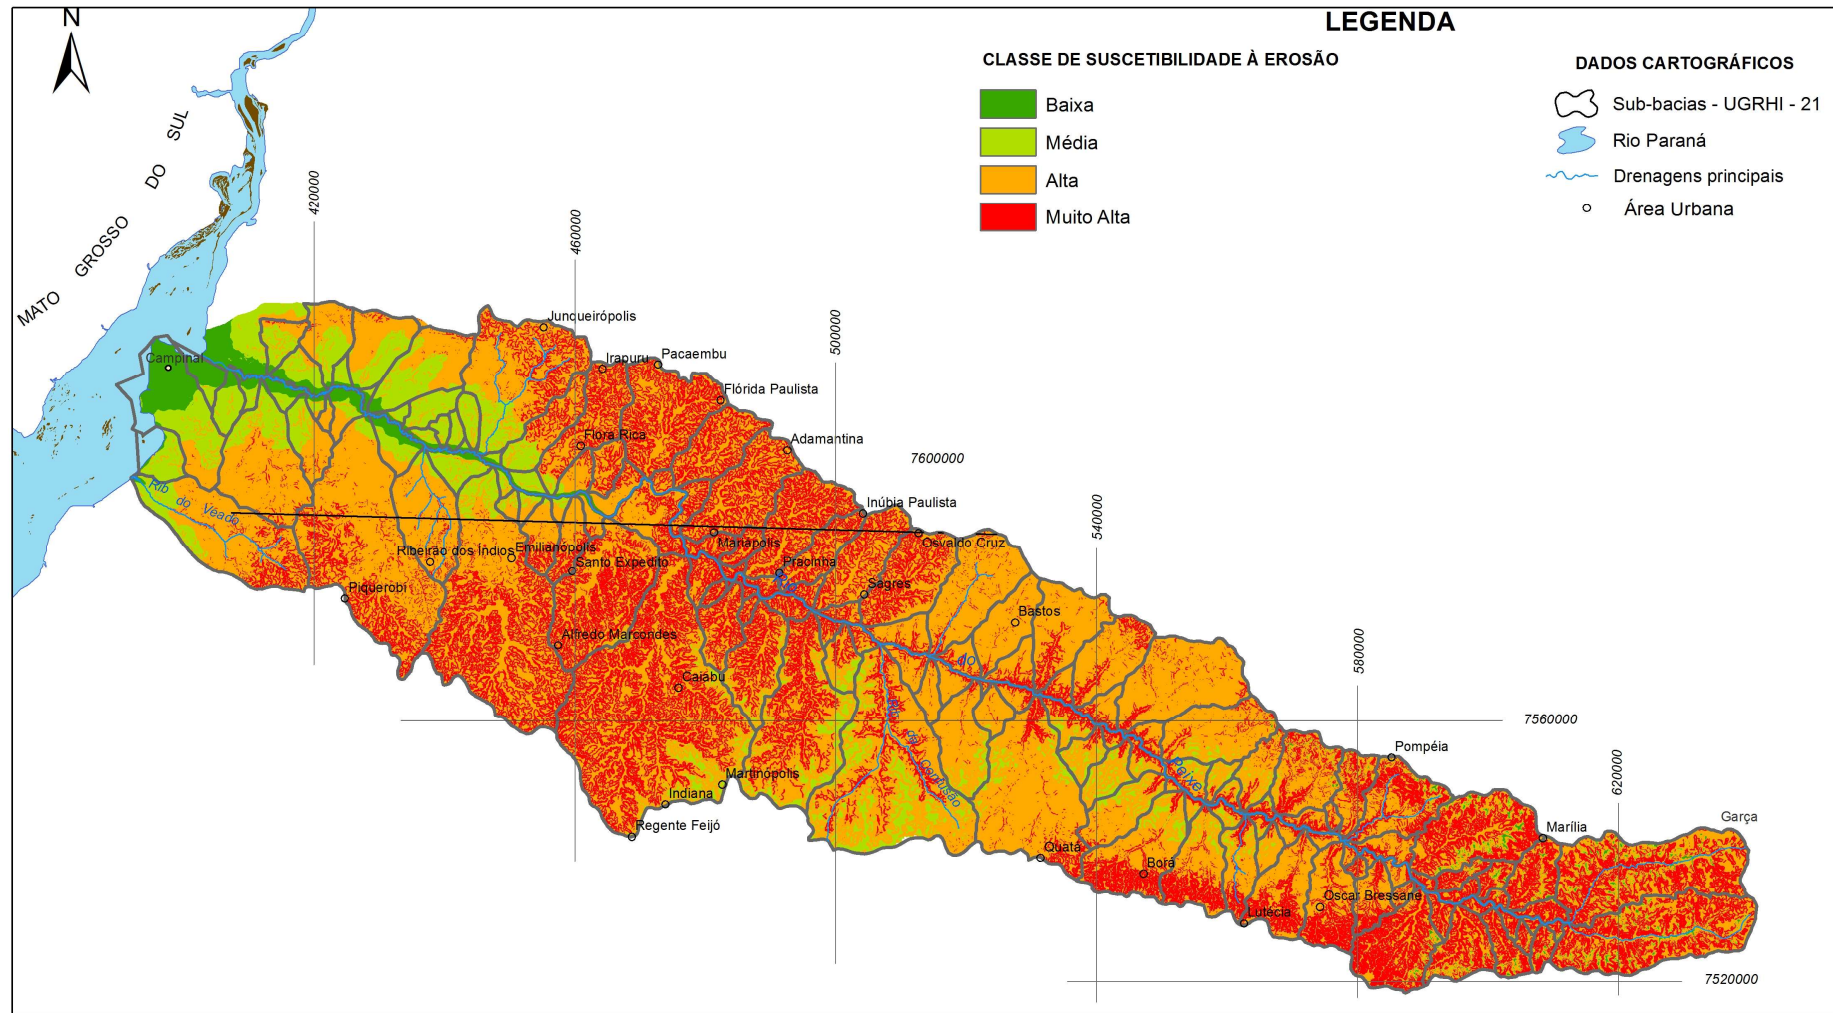 N
LEGENDA
CLASSE DE SUSCETIBILIDADE À EROSÃO
Baixa
Média
Alta
Muito Alta
DADOS CARTOGRÁFICOS
Sub-bacias - UGRHI - 21
Rio Paraná
Drenagens principais
Área Urbana
MATO GROSSO DO SUL
420000
460000
500000
540000
580000
620000
7600000
7560000
7520000
Campinal
Junqueirópolis
Irapuru
Pacaembu
Flórida Paulista
Flora Rica
Adamantina
Inúbia Paulista
Osvaldo Cruz
Mariápolis
Pracinha
Sagres
Rib do Veado
Ribeirão dos Índios
Emilianópolis
Santo Expedito
Piquerobi
Alfredo Marcondes
Caiabu
Bastos
Rio do Peixe
Rib da Confusão
Martinópolis
Indiana
Regente Feijó
Pompéia
Marília
Garça
Quatá
Borá
Oscar Bressane
Lutécia